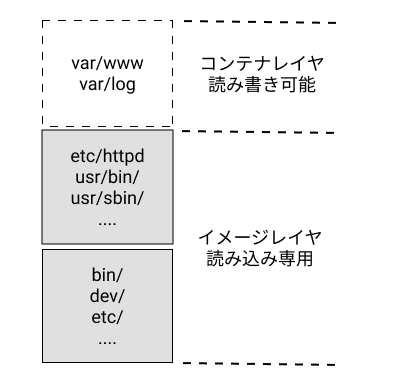 var/www
var/log
コンテナレイヤ
読み書き可能
etc/httpd
usr/bin/
usr/sbin/
....
イメージレイヤ
読み込み専用
bin/
dev/
etc/
....